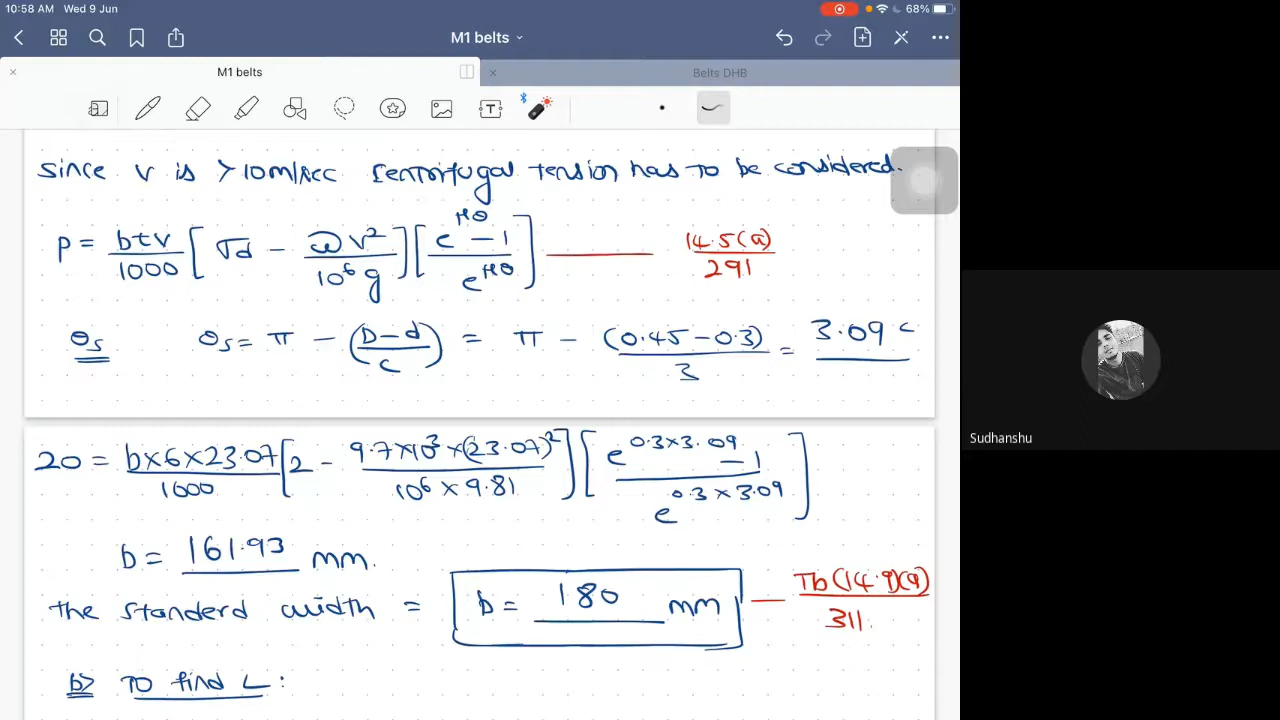 10:58 AM Wed 9 Jun
68%
M1 belts
M1 belts
Belts DHB
since V is >10m/sec Centrifugal tension has to be considered.
P = btv/1000 [σd - ωv²/10⁶g] [e^μθ - 1/e^μθ] 14.5(a)/291
θs θs = π - (D-d/c) = π - (0.45-0.3)/3 = 3.09 c
20 = b×6×23.07/1000 [2 - 9.7×10³×(23.07)²/10⁶×9.81] [e^0.3×3.09 - 1/e^0.3×3.09]
b = 161.93 mm.
the standerd width = b = 180 mm Tb(14.9)(a)/311.
b> To find L:
Sudhanshu